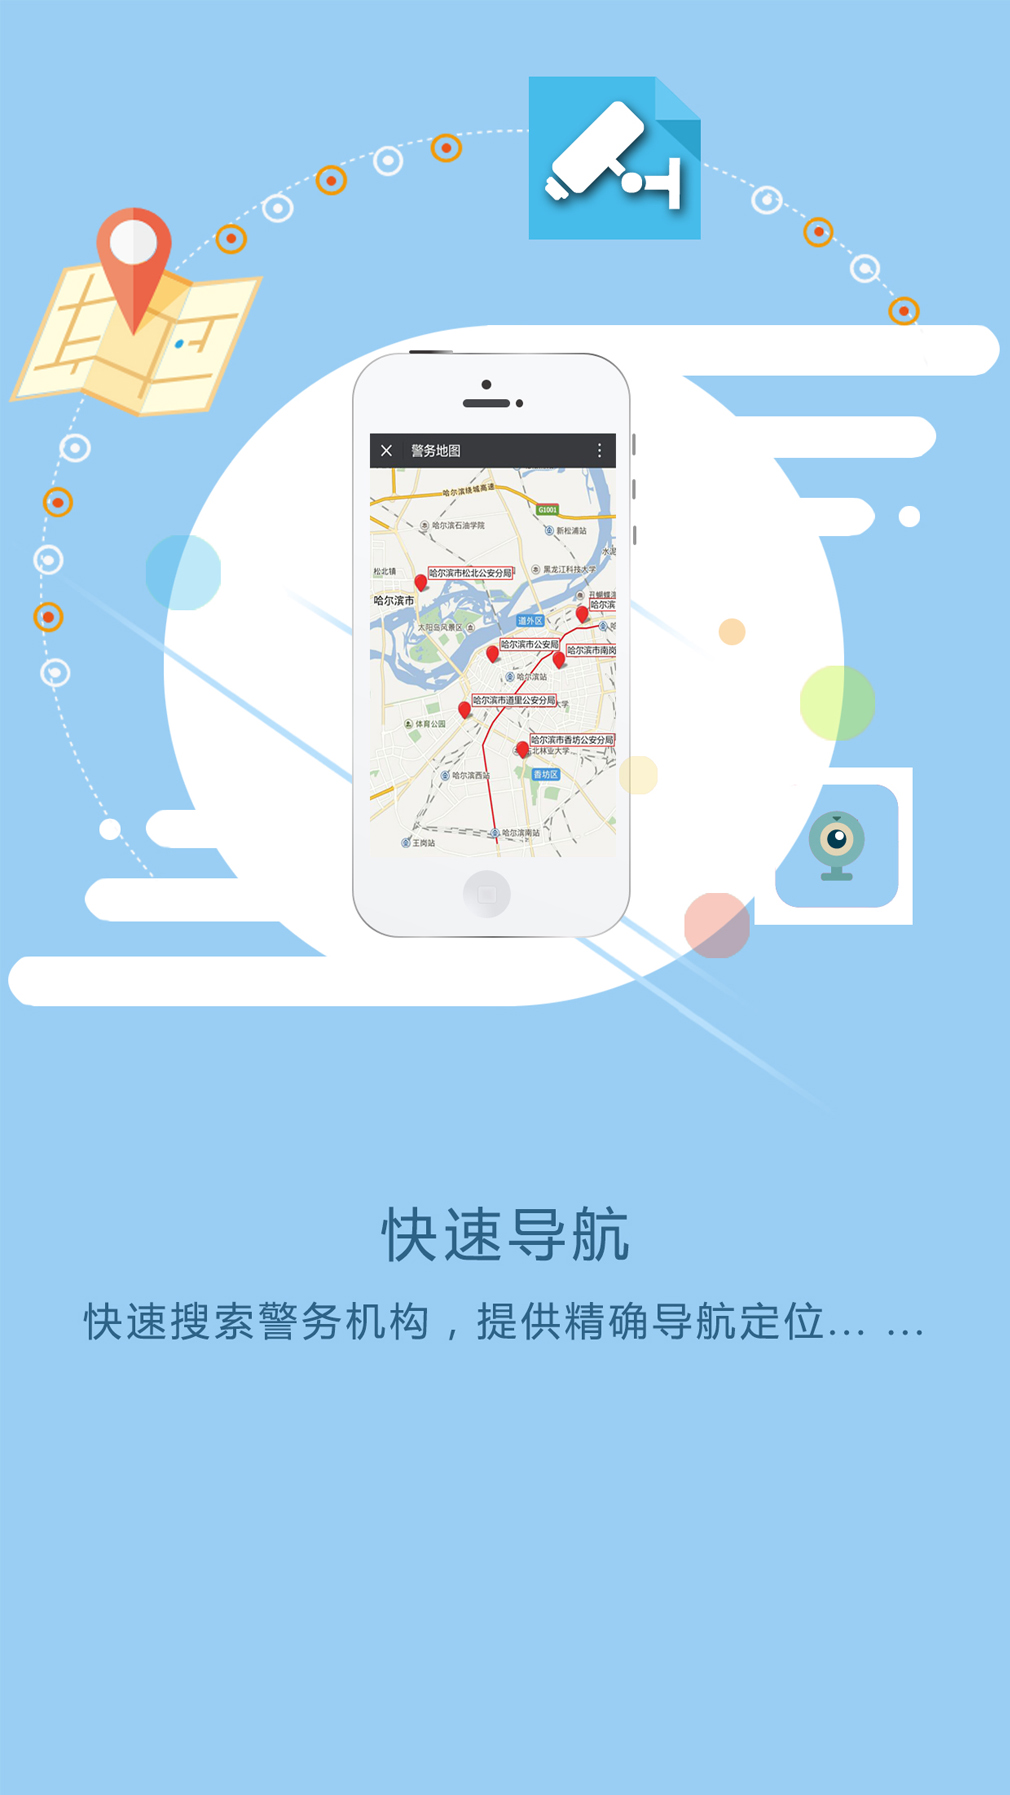 警务地图
哈尔滨绕城高速
G1001
哈尔滨石油学院
新松浦站
松北镇
哈尔滨市松北公安分局
黑龙江科技大学
哈尔滨市
太阳岛风景区
道外区
哈尔滨
哈尔滨市公安局
哈尔滨市南岗
哈尔滨站
哈尔滨市道里公安分局
大学
体育公园
哈尔滨市香坊公安分局
东北林业大学
哈尔滨西站
香坊区
哈尔滨南站
王岗站
快速导航
快速搜索警务机构，提供精确导航定位... ...